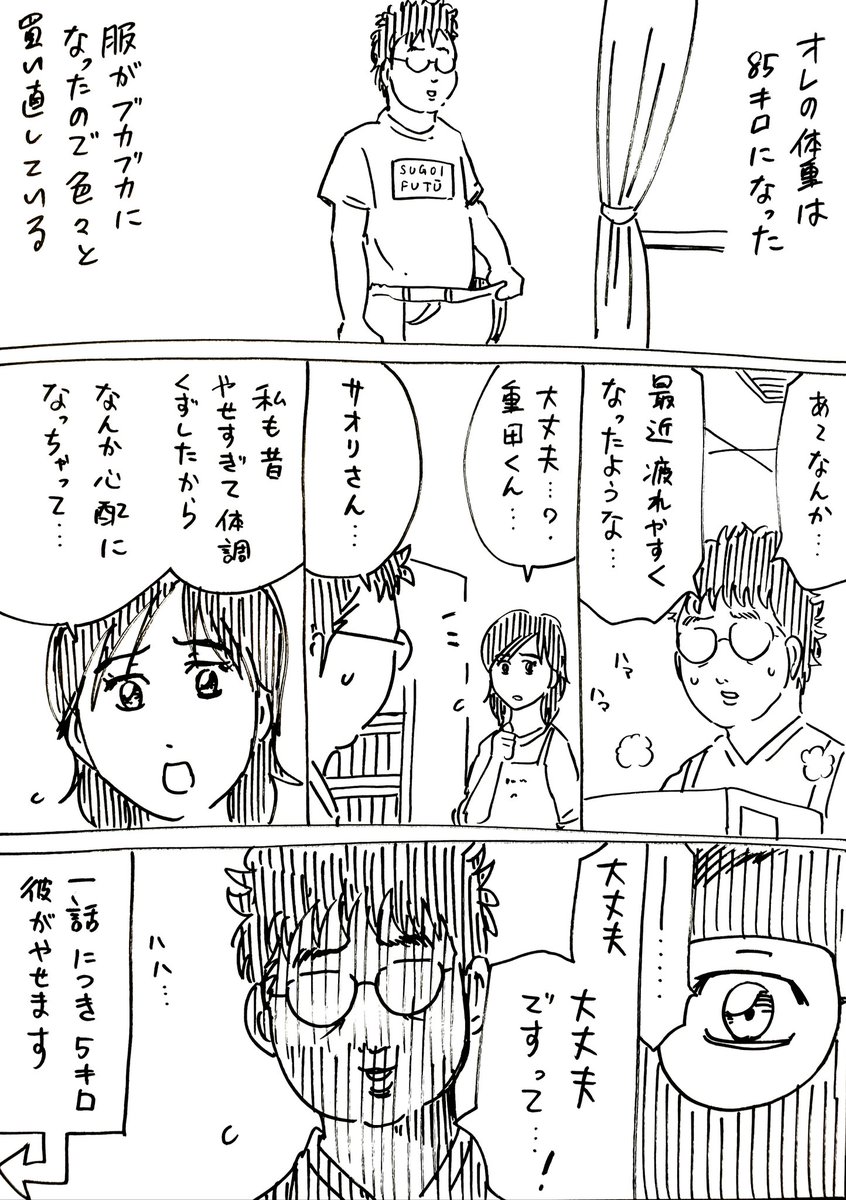 オレの体重は
85キロになった
SUGOI
FUTŪ
服がブカブカに
なったので色々と
買い直している
あれなんか…
最近疲れやすく
なったような…
ハァ
ハァ
大丈夫…?
重田くん…
サオリさん…
私も昔
やせすぎて体調
くずしたから
なんか心配に
なっちゃって…
……
大丈夫
大丈夫
ですって…!
ハハ…
一話につき5キロ
彼がやせます